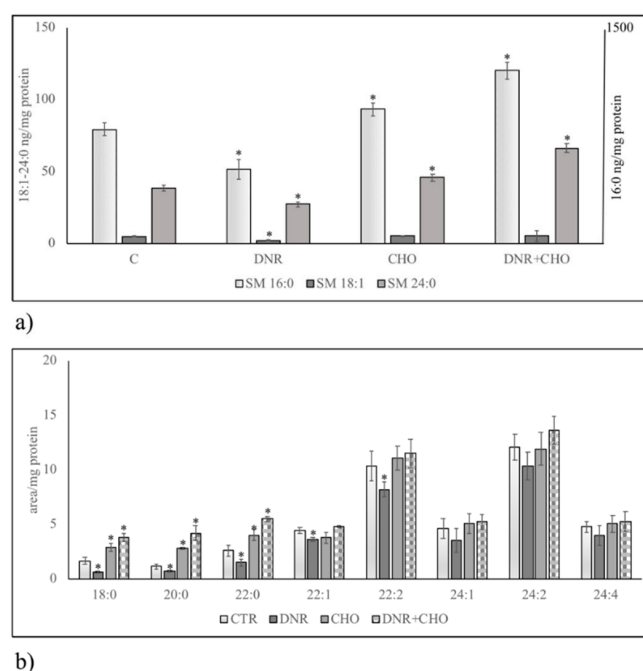 150
1500
*
* *
100
* *
50
* *
0
18:1-24:0 ng/mg protein
16:0 ng/mg protein
C DNR CHO DNR+CHO
SM 16:0 SM 18:1 SM 24:0
a)
20
15
10
5
0
area/mg protein
* * * * * * * * * * *
18:0 20:0 22:0 22:1 22:2 24:1 24:2 24:4
CTR DNR CHO DNR+CHO
b)